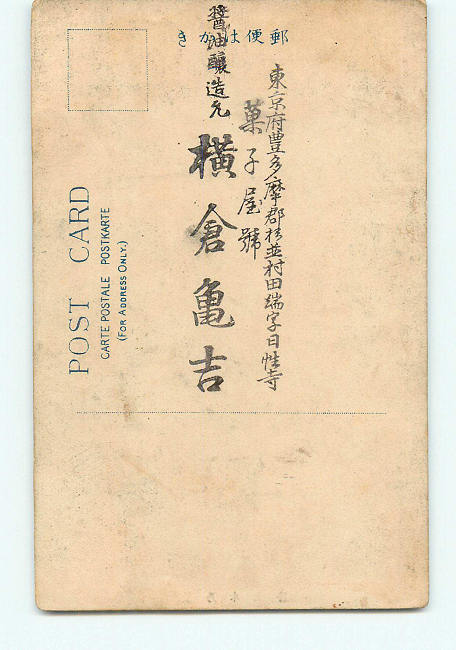 郵便はかき
東京府豊多摩郡杉並村田端字日性寺
菓子屋號
醤油醸造元
横倉亀吉
POST CARD
CARTE POSTALE POSTKARTE
(FOR ADDRESS ONLY.)